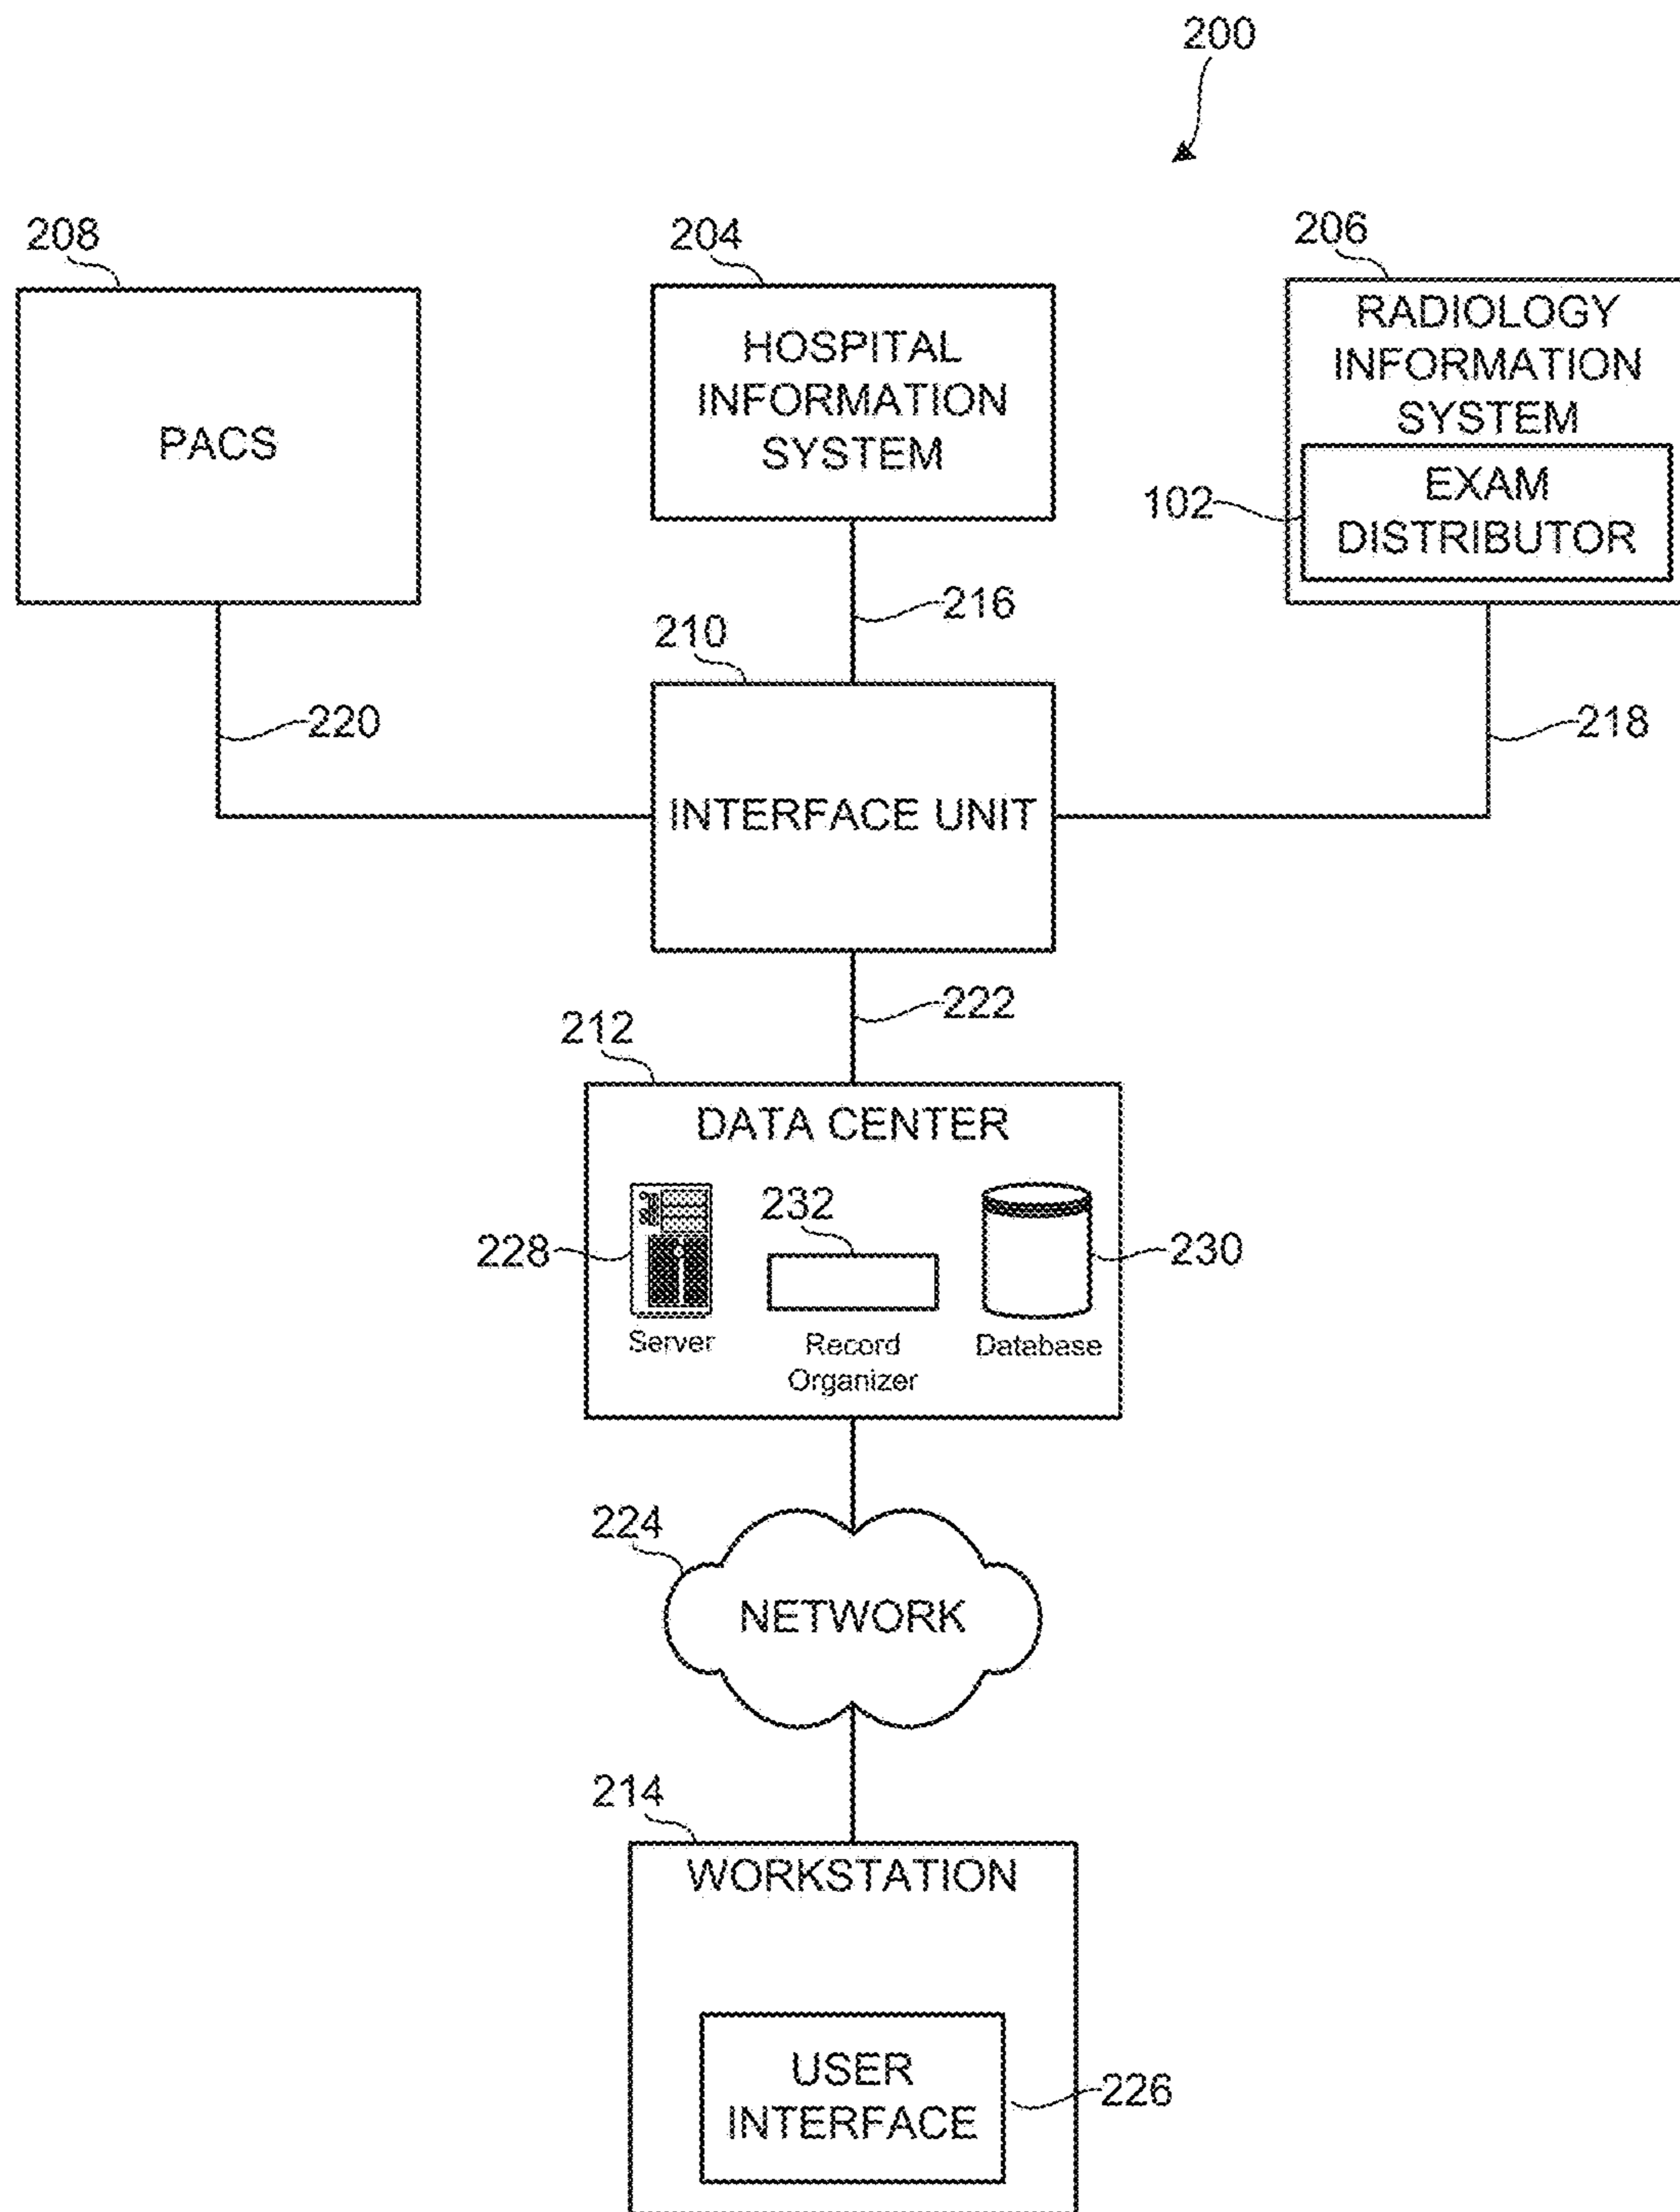 200
208
204
206
PACS
HOSPITAL
INFORMATION
SYSTEM
RADIOLOGY
INFORMATION
SYSTEM
102
EXAM
DISTRIBUTOR
216
210
220
218
INTERFACE UNIT
222
212
DATA CENTER
228
232
230
Server
Record
Organizer
Database
224
NETWORK
214
WORKSTATION
USER
INTERFACE
226